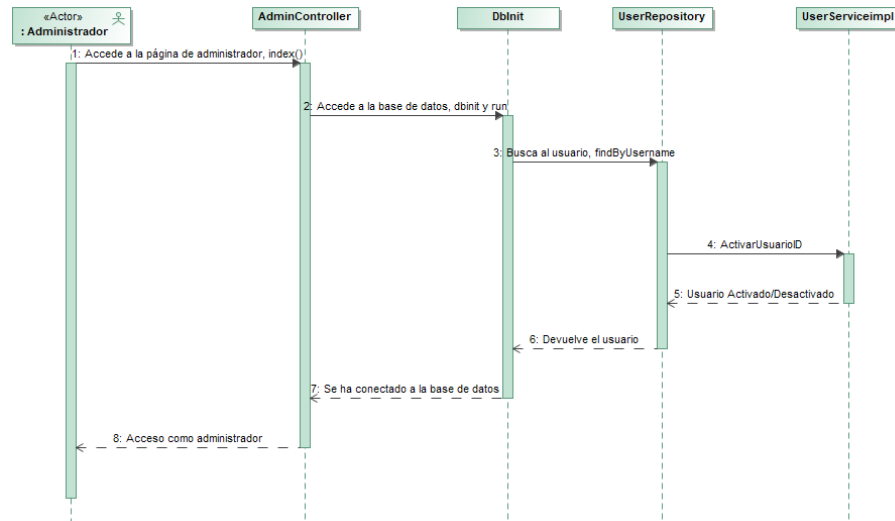 «Actor»
: Administrador
AdminController
DbInit
UserRepository
UserServiceimpl
1: Accede a la página de administrador, index()
2: Accede a la base de datos, dbinit y run
3: Busca al usuario, findByUsername
4: ActivarUsuarioID
5: Usuario Activado/Desactivado
6: Devuelve el usuario
7: Se ha conectado a la base de datos
8: Acceso como administrador